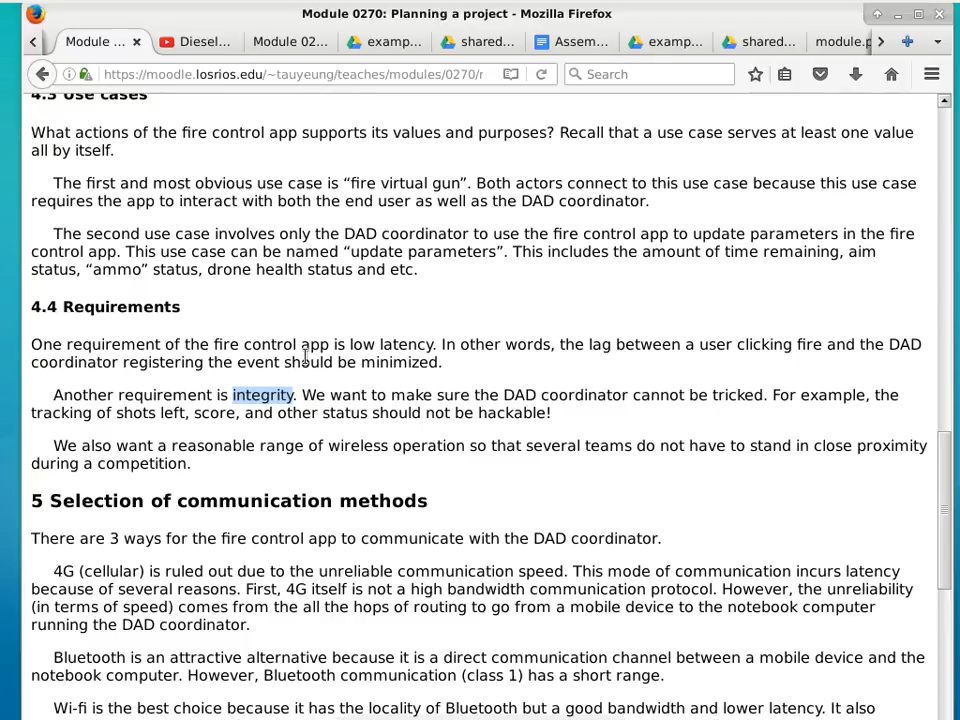 Module 0270: Planning a project - Mozilla Firefox
Module ... Diesel... Module 02... examp... shared... Assem... examp... shared... module.p
https://moodle.losrios.edu/~tauyeung/teaches/modules/0270/r Search
4.3 Use cases
What actions of the fire control app supports its values and purposes? Recall that a use case serves at least one value
all by itself.
The first and most obvious use case is “fire virtual gun”. Both actors connect to this use case because this use case
requires the app to interact with both the end user as well as the DAD coordinator.
The second use case involves only the DAD coordinator to use the fire control app to update parameters in the fire
control app. This use case can be named “update parameters”. This includes the amount of time remaining, aim
status, “ammo” status, drone health status and etc.
4.4 Requirements
One requirement of the fire control app is low latency. In other words, the lag between a user clicking fire and the DAD
coordinator registering the event should be minimized.
Another requirement is integrity. We want to make sure the DAD coordinator cannot be tricked. For example, the
tracking of shots left, score, and other status should not be hackable!
We also want a reasonable range of wireless operation so that several teams do not have to stand in close proximity
during a competition.
5 Selection of communication methods
There are 3 ways for the fire control app to communicate with the DAD coordinator.
4G (cellular) is ruled out due to the unreliable communication speed. This mode of communication incurs latency
because of several reasons. First, 4G itself is not a high bandwidth communication protocol. However, the unreliability
(in terms of speed) comes from the all the hops of routing to go from a mobile device to the notebook computer
running the DAD coordinator.
Bluetooth is an attractive alternative because it is a direct communication channel between a mobile device and the
notebook computer. However, Bluetooth communication (class 1) has a short range.
Wi-fi is the best choice because it has the locality of Bluetooth but a good bandwidth and lower latency. It also